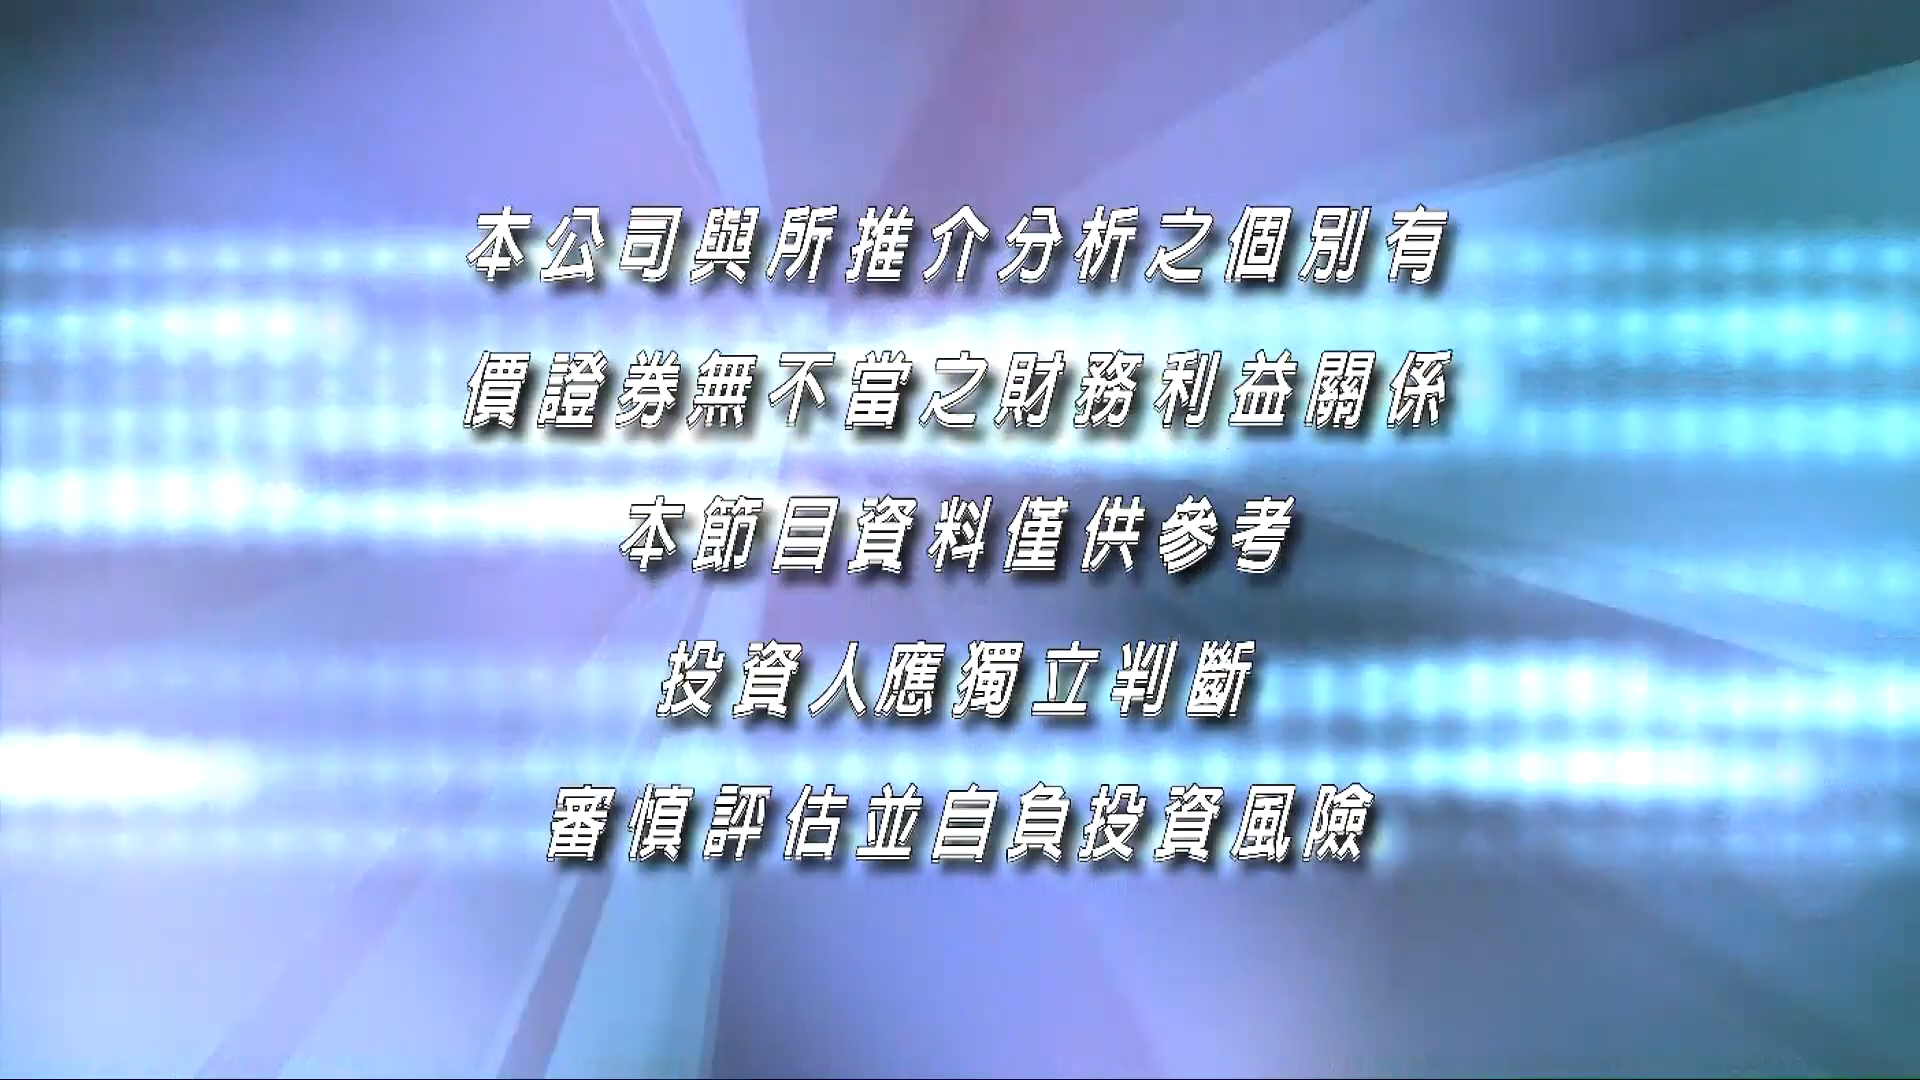 本公司與所推介分析之個別有
價證券無不當之財務利益關係
本節目資料僅供參考
投資人應獨立判斷
審慎評估並自負投資風險